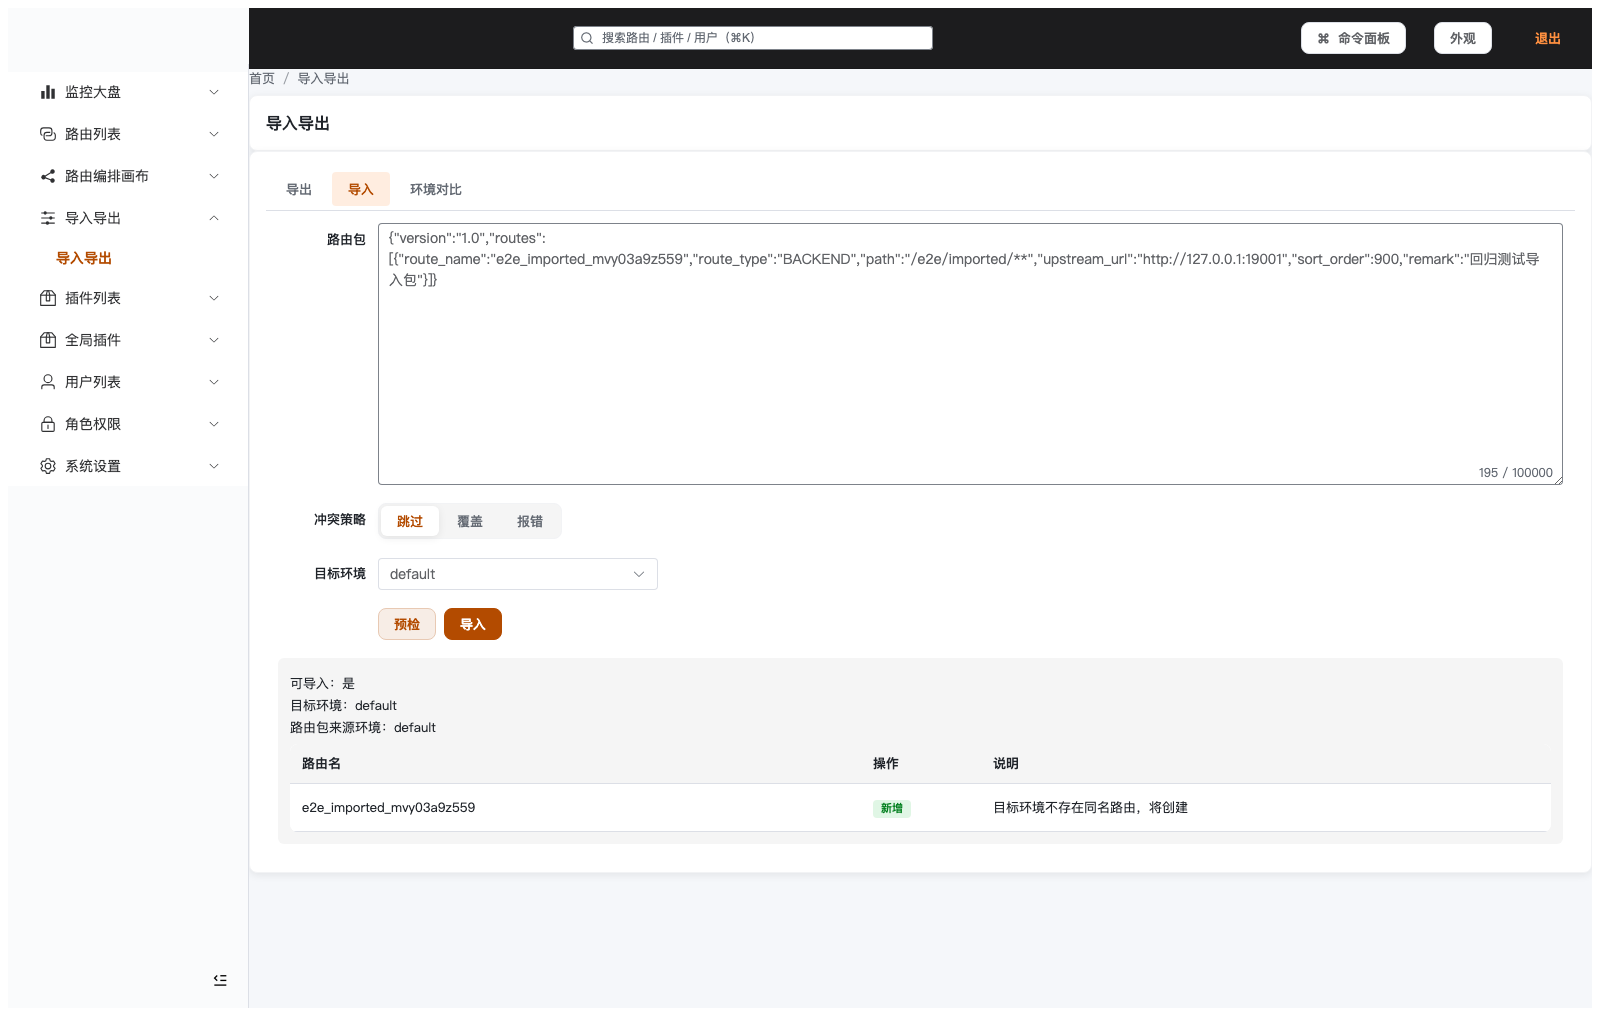 搜索路由 / 插件 / 用户（⌘K）
⌘ 命令面板
外观
退出
监控大盘
路由列表
路由编排画布
导入导出
导入导出
插件列表
全局插件
用户列表
角色权限
系统设置
首页 / 导入导出
导入导出
导出
导入
环境对比
路由包
{"version":"1.0","routes":
[{"route_name":"e2e_imported_mvy03a9z559","route_type":"BACKEND","path":"/e2e/imported/**","upstream_url":"http://127.0.0.1:19001","sort_order":900,"remark":"回归测试导
入包"}]}
195 / 100000
冲突策略
跳过
覆盖
报错
目标环境
default
预检
导入
可导入：是
目标环境：default
路由包来源环境：default
路由名 操作 说明
e2e_imported_mvy03a9z559 新增 目标环境不存在同名路由，将创建